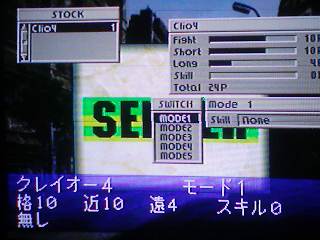 STOCK
Clio4 1
Clio4
Fight
Short
Long
Skill
Total 24P
SWITCH
Mode 1
MODE1
MODE2
MODE3
MODE4
MODE5
Skill None
クレイオー4 モード1
格10 近10 遠4 スキル0
無し